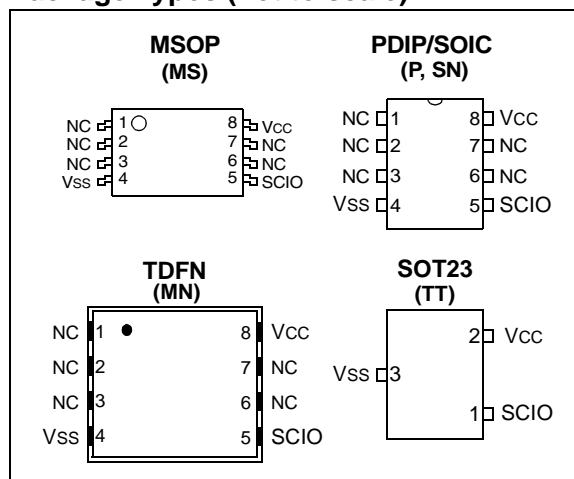 Package Types (not to scale)
MSOP
(MS)
NC 1 8 VCC
NC 2 7 NC
NC 3 6 NC
VSS 4 5 SCIO
PDIP/SOIC
(P, SN)
NC 1 8 VCC
NC 2 7 NC
NC 3 6 NC
VSS 4 5 SCIO
TDFN
(MN)
NC 1 8 VCC
NC 2 7 NC
NC 3 6 NC
VSS 4 5 SCIO
SOT23
(TT)
2 VCC
VSS 3
1 SCIO